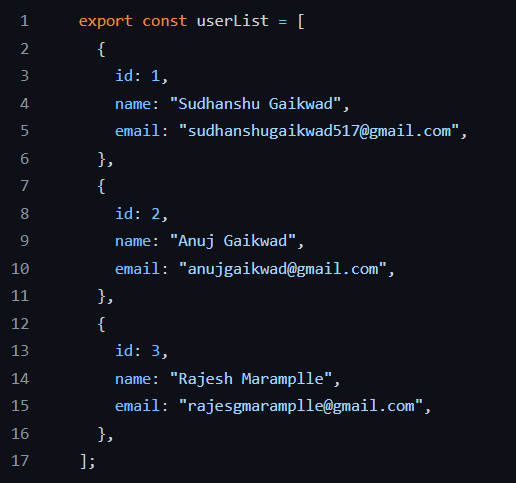 1 export const userList = [
2 {
3 id: 1,
4 name: "Sudhanshu Gaikwad",
5 email: "sudhanshugaikwad517@gmail.com",
6 },
7 {
8 id: 2,
9 name: "Anuj Gaikwad",
10 email: "anujgaikwad@gmail.com",
11 },
12 {
13 id: 3,
14 name: "Rajesh Maramplle",
15 email: "rajesgmaramplle@gmail.com",
16 },
17 ];